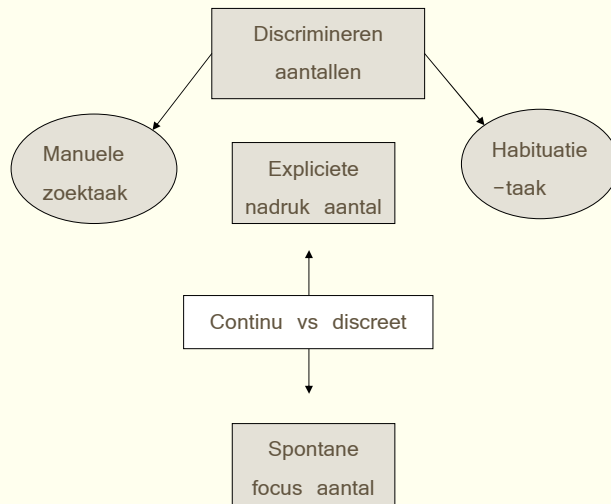 Discrimineren
aantallen
Manuele
zoektaak
Habituatie
-taak
Expliciete
nadruk aantal
Continu vs discreet
Spontane
focus aantal